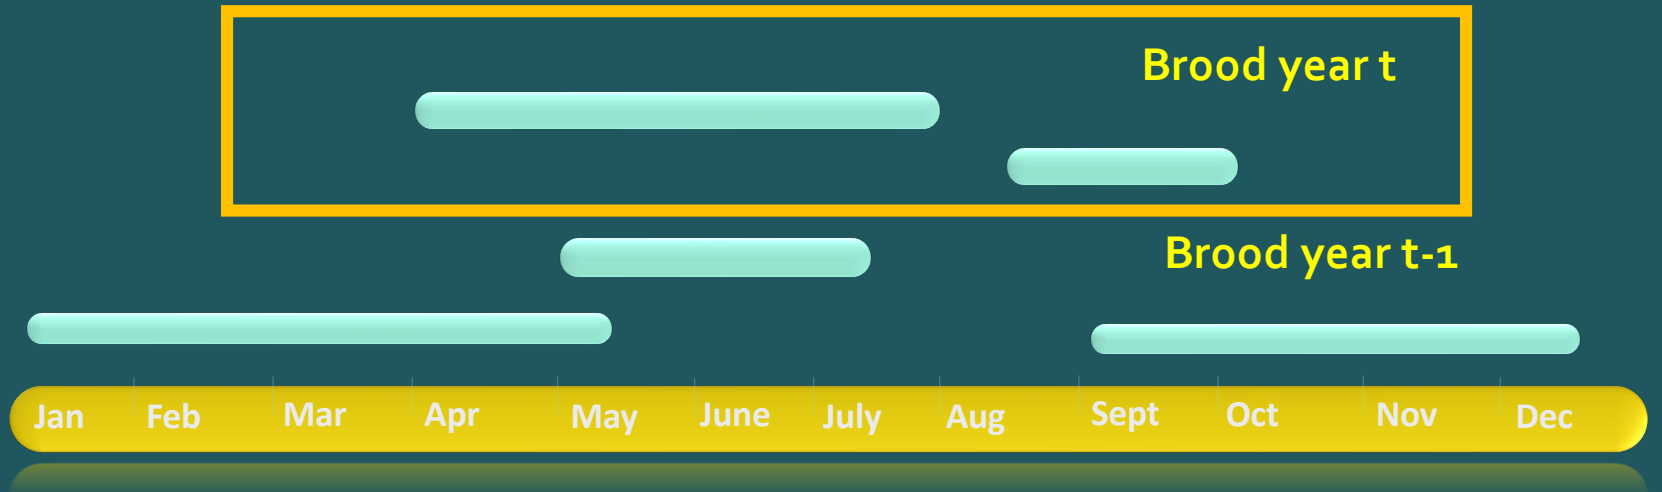 Brood year t
Brood year t-1
Jan Feb Mar Apr May June July Aug Sept Oct Nov Dec